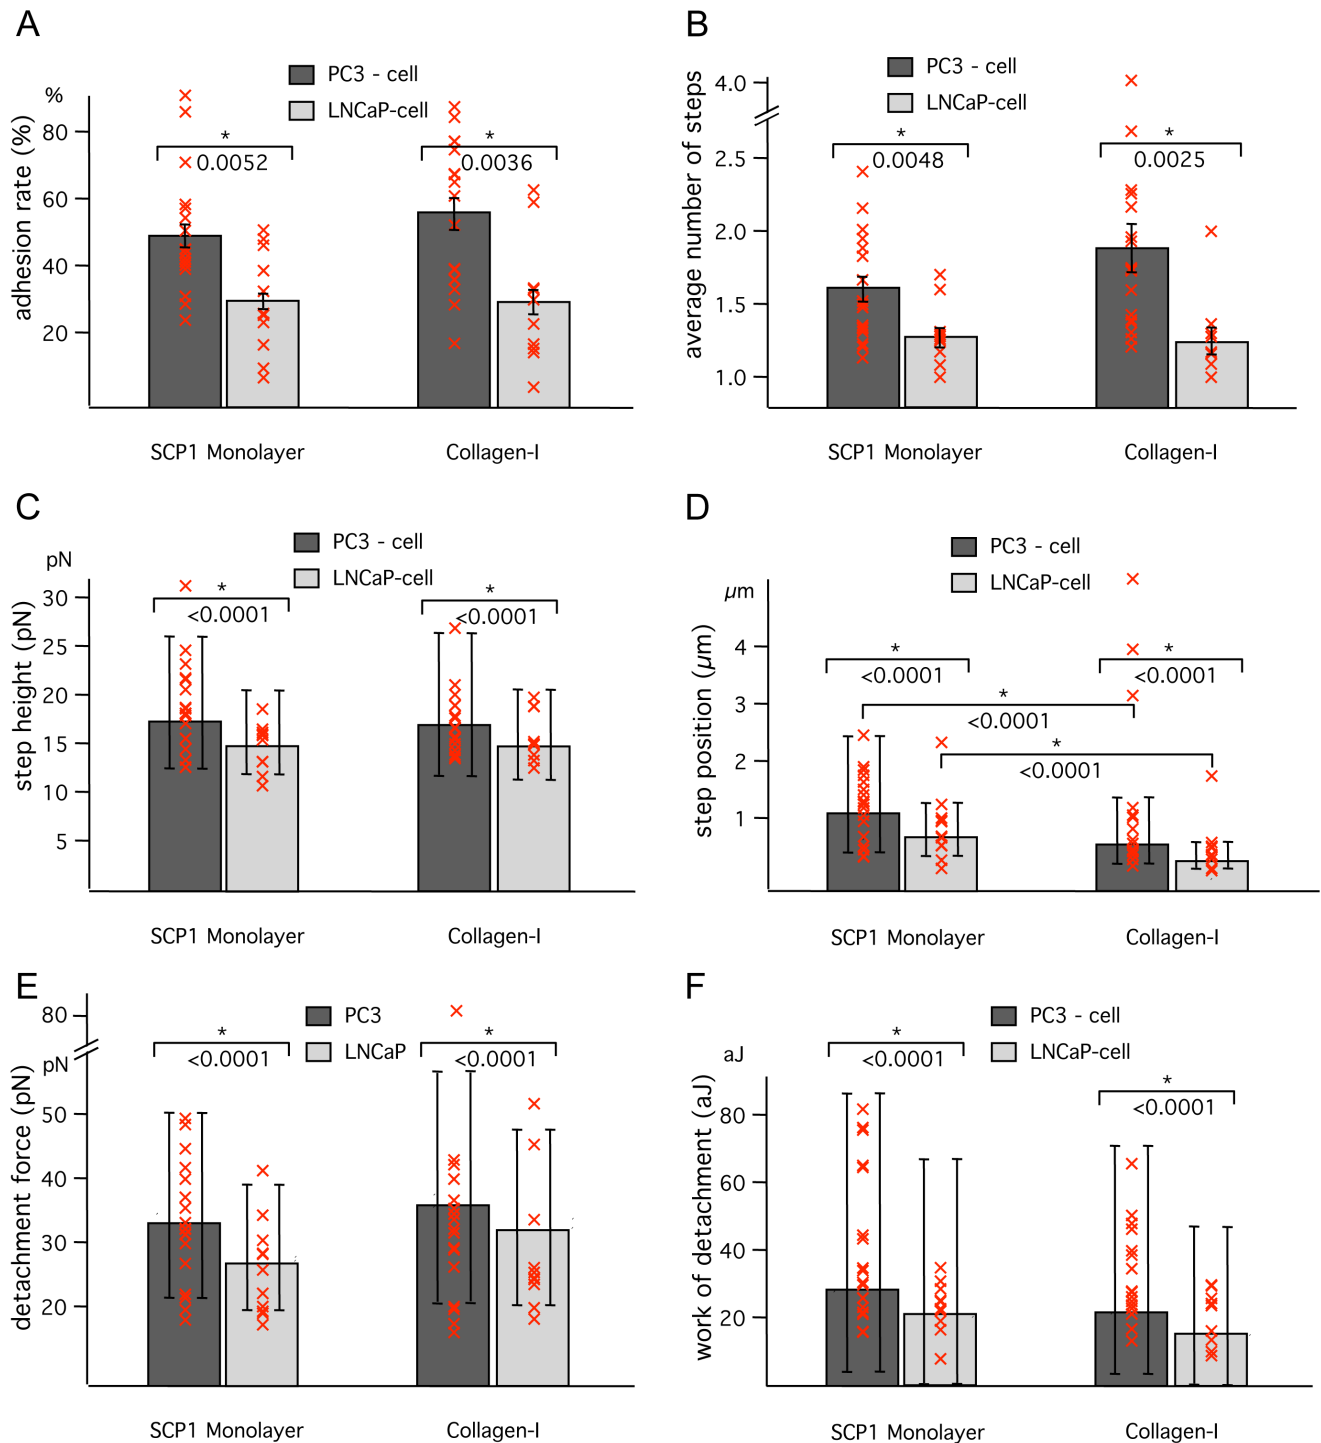 A
PC3 - cell
LNCaP-cell
%
adhesion rate (%)
80
60
40
20
*
0.0052
*
0.0036
SCP1 Monolayer
Collagen-I
B
PC3 - cell
LNCaP-cell
average number of steps
4.0
2.5
2.0
1.5
1.0
*
0.0048
*
0.0025
SCP1 Monolayer
Collagen-I
C
PC3 - cell
LNCaP-cell
pN
step height (pN)
30
25
20
15
10
5
*
<0.0001
*
<0.0001
SCP1 Monolayer
Collagen-I
D
PC3 - cell
LNCaP-cell
µm
step position (µm)
4
3
2
1
*
<0.0001
*
<0.0001
*
<0.0001
*
<0.0001
SCP1 Monolayer
Collagen-I
E
PC3
LNCaP
80
pN
detachment force (pN)
50
40
30
20
*
<0.0001
*
<0.0001
SCP1 Monolayer
Collagen-I
F
PC3 - cell
LNCaP-cell
aJ
work of detachment (aJ)
80
60
40
20
*
<0.0001
*
<0.0001
SCP1 Monolayer
Collagen-I